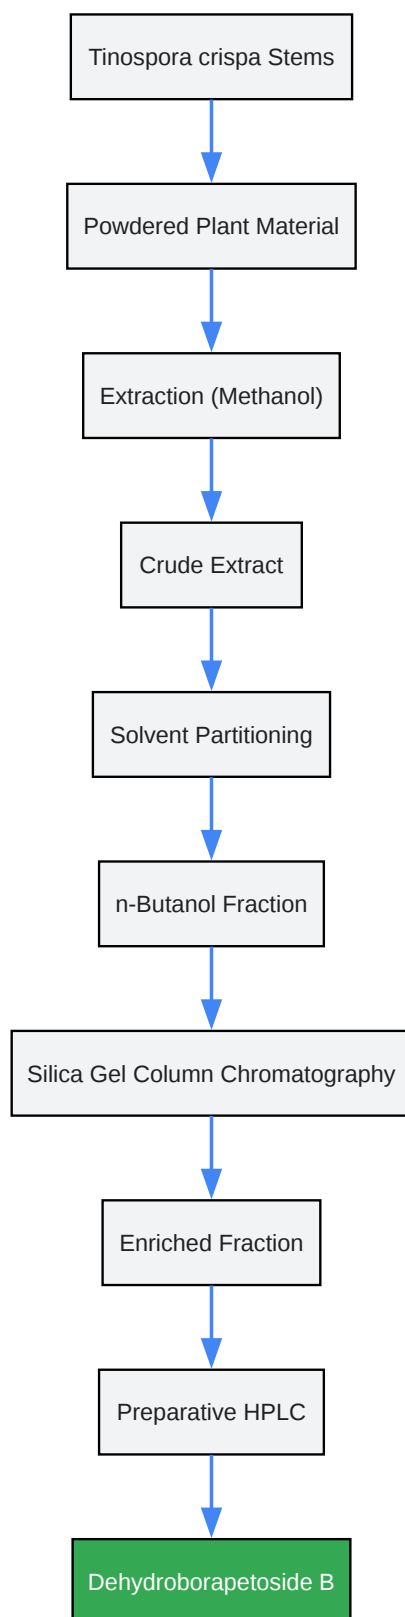 Tinospora crispa Stems
Powdered Plant Material
Extraction (Methanol)
Crude Extract
Solvent Partitioning
n-Butanol Fraction
Silica Gel Column Chromatography
Enriched Fraction
Preparative HPLC
Dehydroborapetoside B